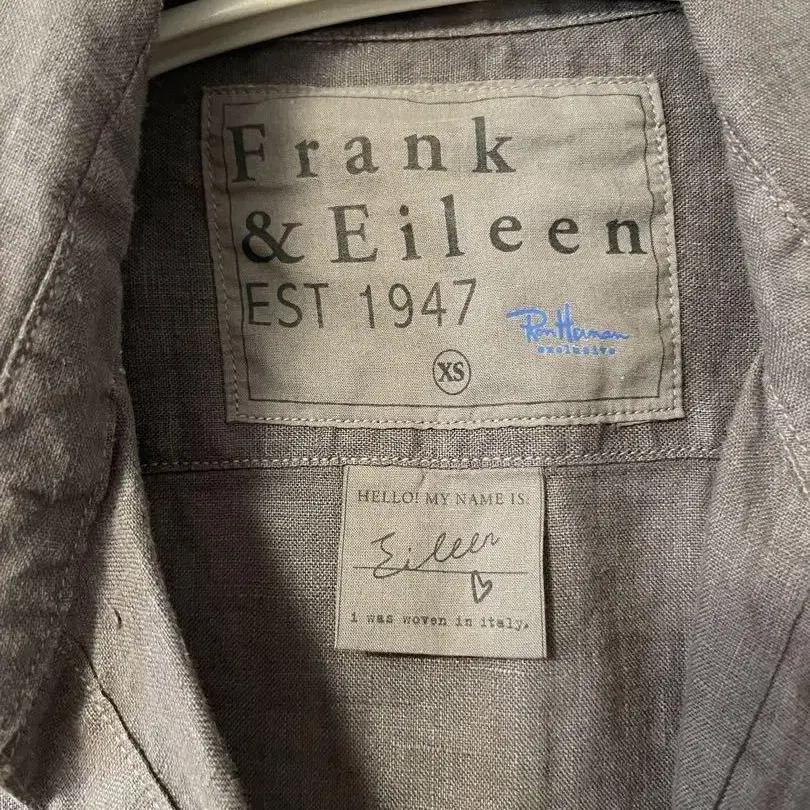 Frank
& Eileen
EST 1947
Ron Herman
exclusive
XS
HELLO! MY NAME IS
Eileen
i was woven in italy.